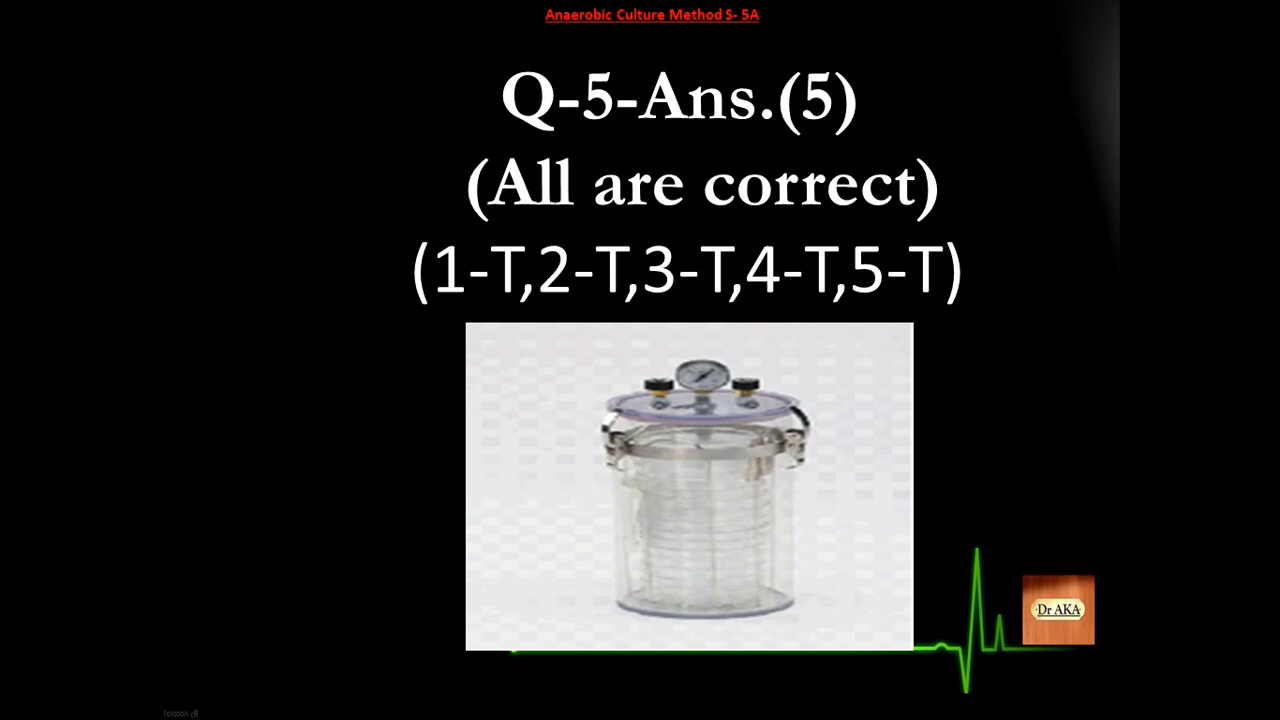 Anaerobic Culture Method S- 5A
Q-5-Ans.(5)
(All are correct)
(1-T,2-T,3-T,4-T,5-T)
Dr AKA